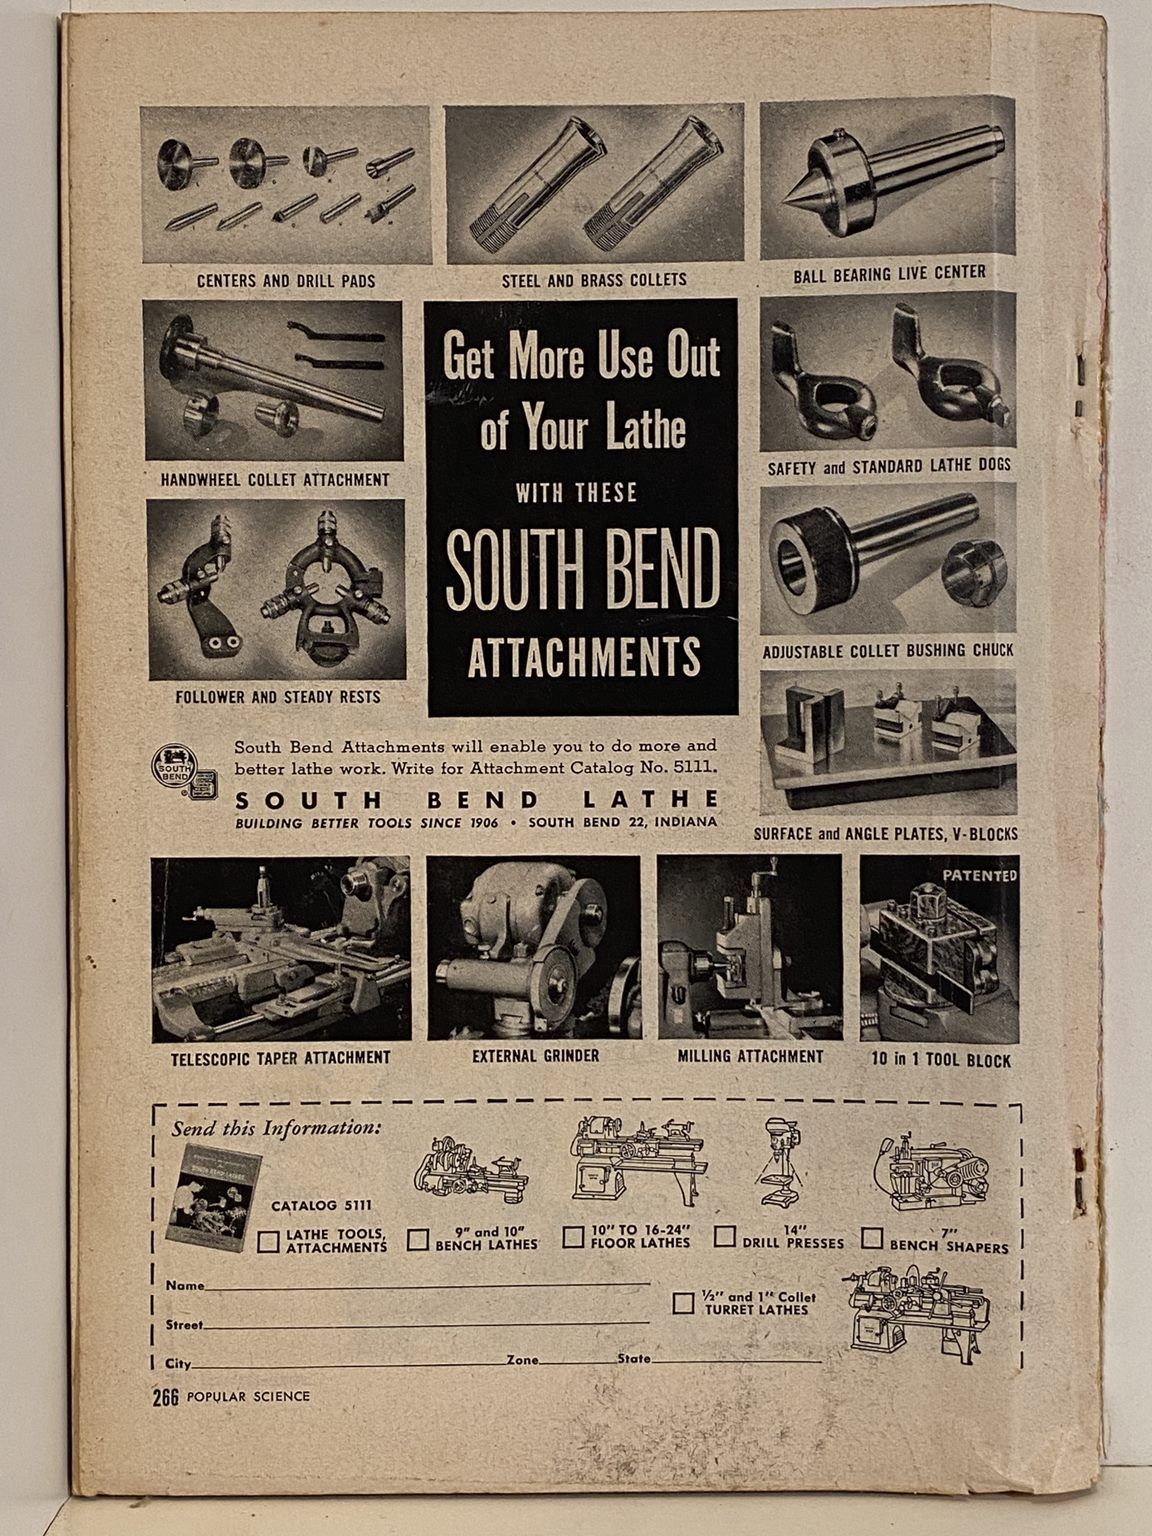 CENTERS AND DRILL PADS
STEEL AND BRASS COLLETS
BALL BEARING LIVE CENTER
HANDWHEEL COLLET ATTACHMENT
Get More Use Out
of Your Lathe
WITH THESE
SOUTH BEND
ATTACHMENTS
SAFETY and STANDARD LATHE DOGS
ADJUSTABLE COLLET BUSHING CHUCK
FOLLOWER AND STEADY RESTS
SOUTH
BEND
South Bend Attachments will enable you to do more and
better lathe work. Write for Attachment Catalog No. 5111.
SOUTH BEND LATHE
BUILDING BETTER TOOLS SINCE 1906 • SOUTH BEND 22, INDIANA
SURFACE and ANGLE PLATES, V-BLOCKS
PATENTED
TELESCOPIC TAPER ATTACHMENT
EXTERNAL GRINDER
MILLING ATTACHMENT
10 in 1 TOOL BLOCK
Send this Information:
SOUTH BEND LATHES
CATALOG 5111
LATHE TOOLS,
ATTACHMENTS
9" and 10"
BENCH LATHES
10" TO 16-24"
FLOOR LATHES
14"
DRILL PRESSES
7"
BENCH SHAPERS
Name
½" and 1" Collet
TURRET LATHES
Street
City Zone State
266 POPULAR SCIENCE